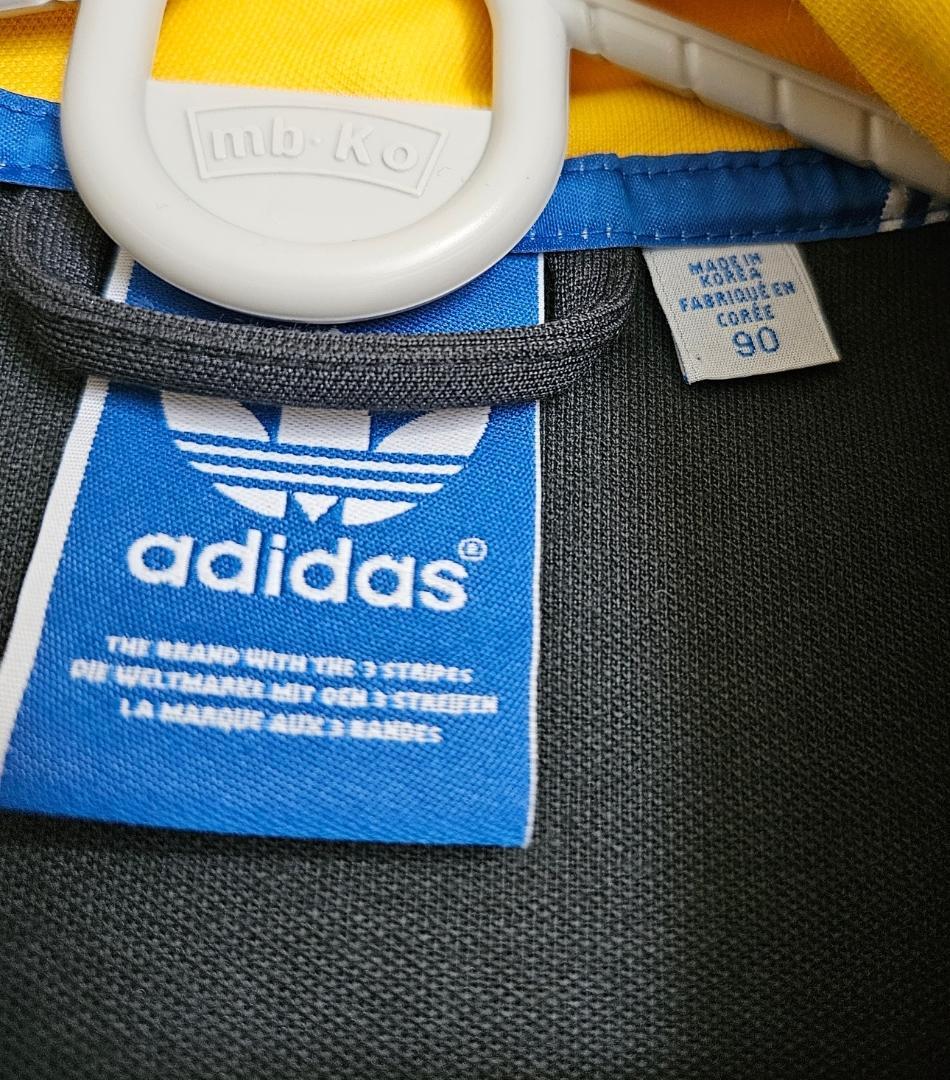 mb·Ko
MADE IN
KOREA
FABRIQUÉ EN
CORÉE
90
adidas®
THE BRAND WITH THE 3 STRIPES
DIE WELTMARKE MIT DEN 3 STREIFEN
LA MARQUE AUX 3 BANDES